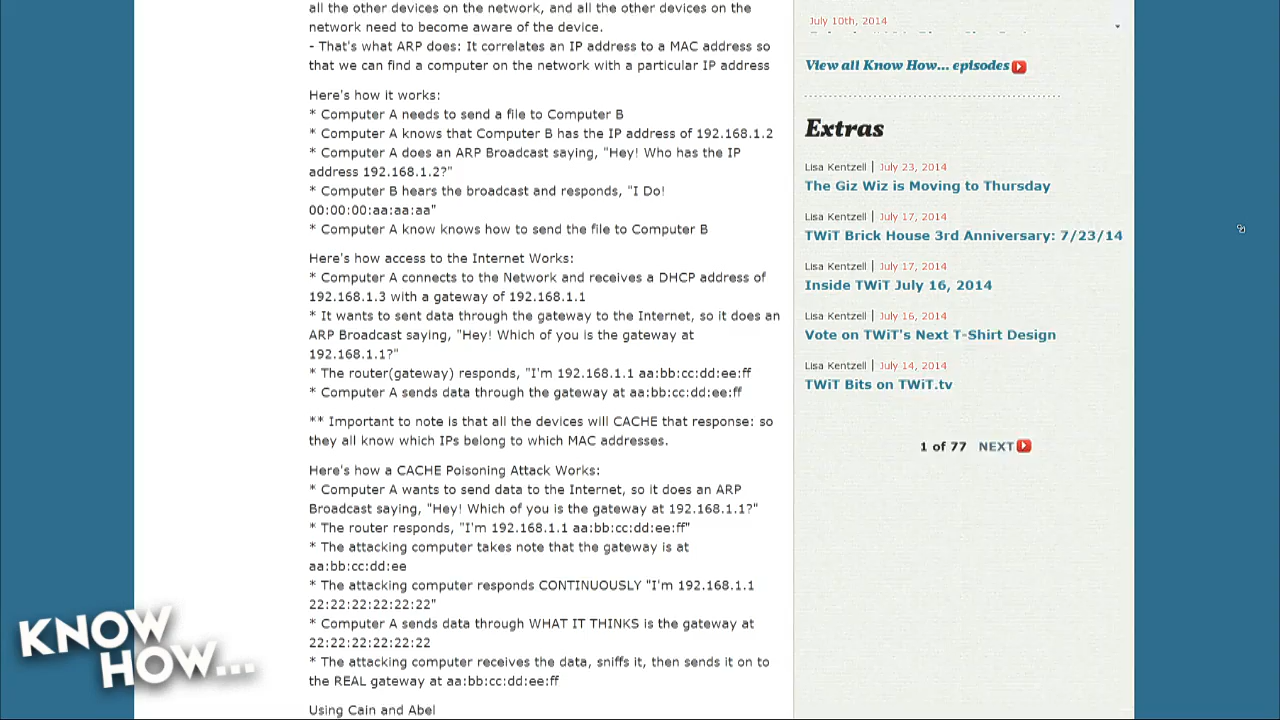 all the other devices on the network, and all the other devices on the
network need to become aware of the device.
- That's what ARP does: It correlates an IP address to a MAC address so
that we can find a computer on the network with a particular IP address
Here's how it works:
* Computer A needs to send a file to Computer B
* Computer A knows that Computer B has the IP address of 192.168.1.2
* Computer A does an ARP Broadcast saying, "Hey! Who has the IP
address 192.168.1.2?"
* Computer B hears the broadcast and responds, "I Do!
00:00:00:aa:aa:aa"
* Computer A know knows how to send the file to Computer B
Here's how access to the Internet Works:
* Computer A connects to the Network and receives a DHCP address of
192.168.1.3 with a gateway of 192.168.1.1
* It wants to sent data through the gateway to the Internet, so it does an
ARP Broadcast saying, "Hey! Which of you is the gateway at
192.168.1.1?"
* The router(gateway) responds, "I'm 192.168.1.1 aa:bb:cc:dd:ee:ff
* Computer A sends data through the gateway at aa:bb:cc:dd:ee:ff
** Important to note is that all the devices will CACHE that response: so
they all know which IPs belong to which MAC addresses.
Here's how a CACHE Poisoning Attack Works:
* Computer A wants to send data to the Internet, so it does an ARP
Broadcast saying, "Hey! Which of you is the gateway at 192.168.1.1?"
* The router responds, "I'm 192.168.1.1 aa:bb:cc:dd:ee:ff"
* The attacking computer takes note that the gateway is at
aa:bb:cc:dd:ee
* The attacking computer responds CONTINUOUSLY "I'm 192.168.1.1
22:22:22:22:22:22"
* Computer A sends data through WHAT IT THINKS is the gateway at
22:22:22:22:22:22
* The attacking computer receives the data, sniffs it, then sends it on to
the REAL gateway at aa:bb:cc:dd:ee:ff
Using Cain and Abel
July 10th, 2014
View all Know How... episodes
Extras
Lisa Kentzell | July 23, 2014
The Giz Wiz is Moving to Thursday
Lisa Kentzell | July 17, 2014
TWiT Brick House 3rd Anniversary: 7/23/14
Lisa Kentzell | July 17, 2014
Inside TWiT July 16, 2014
Lisa Kentzell | July 16, 2014
Vote on TWiT's Next T-Shirt Design
Lisa Kentzell | July 14, 2014
TWiT Bits on TWiT.tv
1 of 77 NEXT
KNOW
HOW...